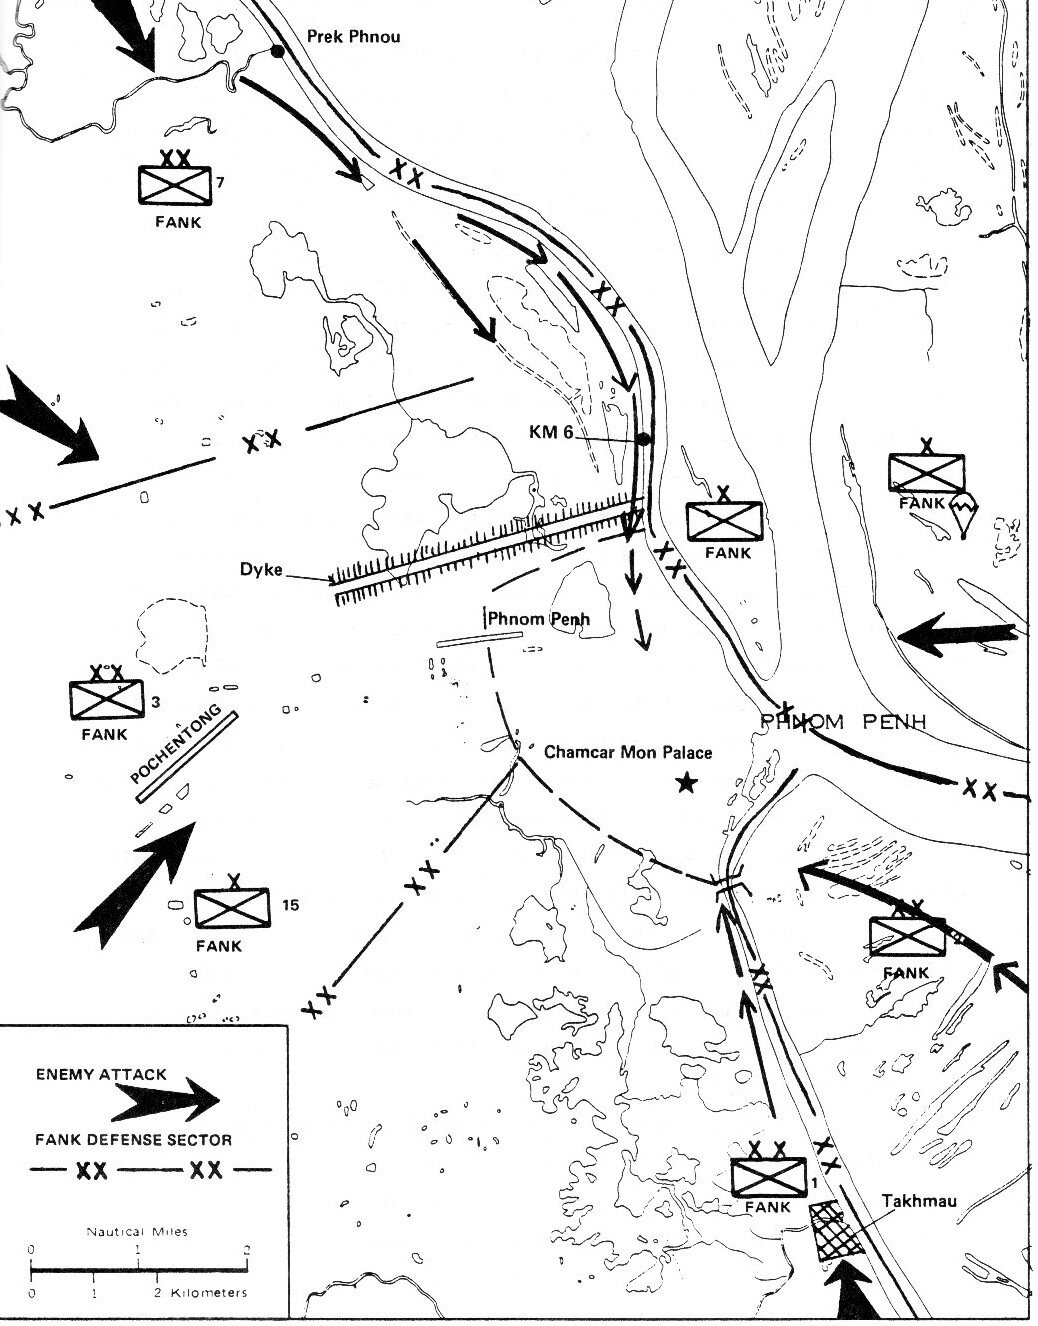 Prek Phnou
XX
7
FANK
XX
XX
KM 6
XX
XX
X
FANK
X
FANK
XX
Dyke
Phnom Penh
XX
3
FANK
POCHENTONG
PHNOM PENH
X
Chamcar Mon Palace
XX
XX
X
15
FANK
XX
FANK
XX
XX
ENEMY ATTACK
FANK DEFENSE SECTOR
XX XX
XX
XX
1
FANK
Takhmau
Nautical Miles
0 1 2
0 1 2 Kilometers